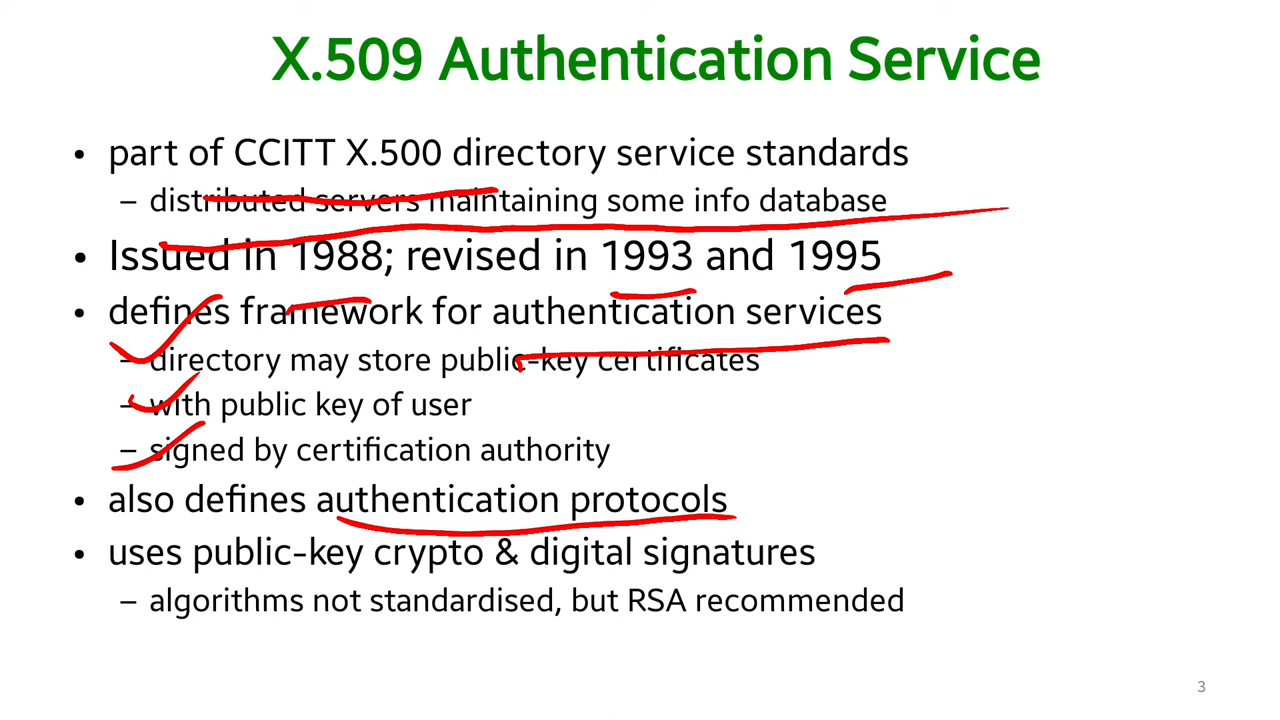 X.509 Authentication Service
• part of CCITT X.500 directory service standards
– distributed servers maintaining some info database
• Issued in 1988; revised in 1993 and 1995
• defines framework for authentication services
– directory may store public-key certificates
– with public key of user
– signed by certification authority
• also defines authentication protocols
• uses public-key crypto & digital signatures
– algorithms not standardised, but RSA recommended
3